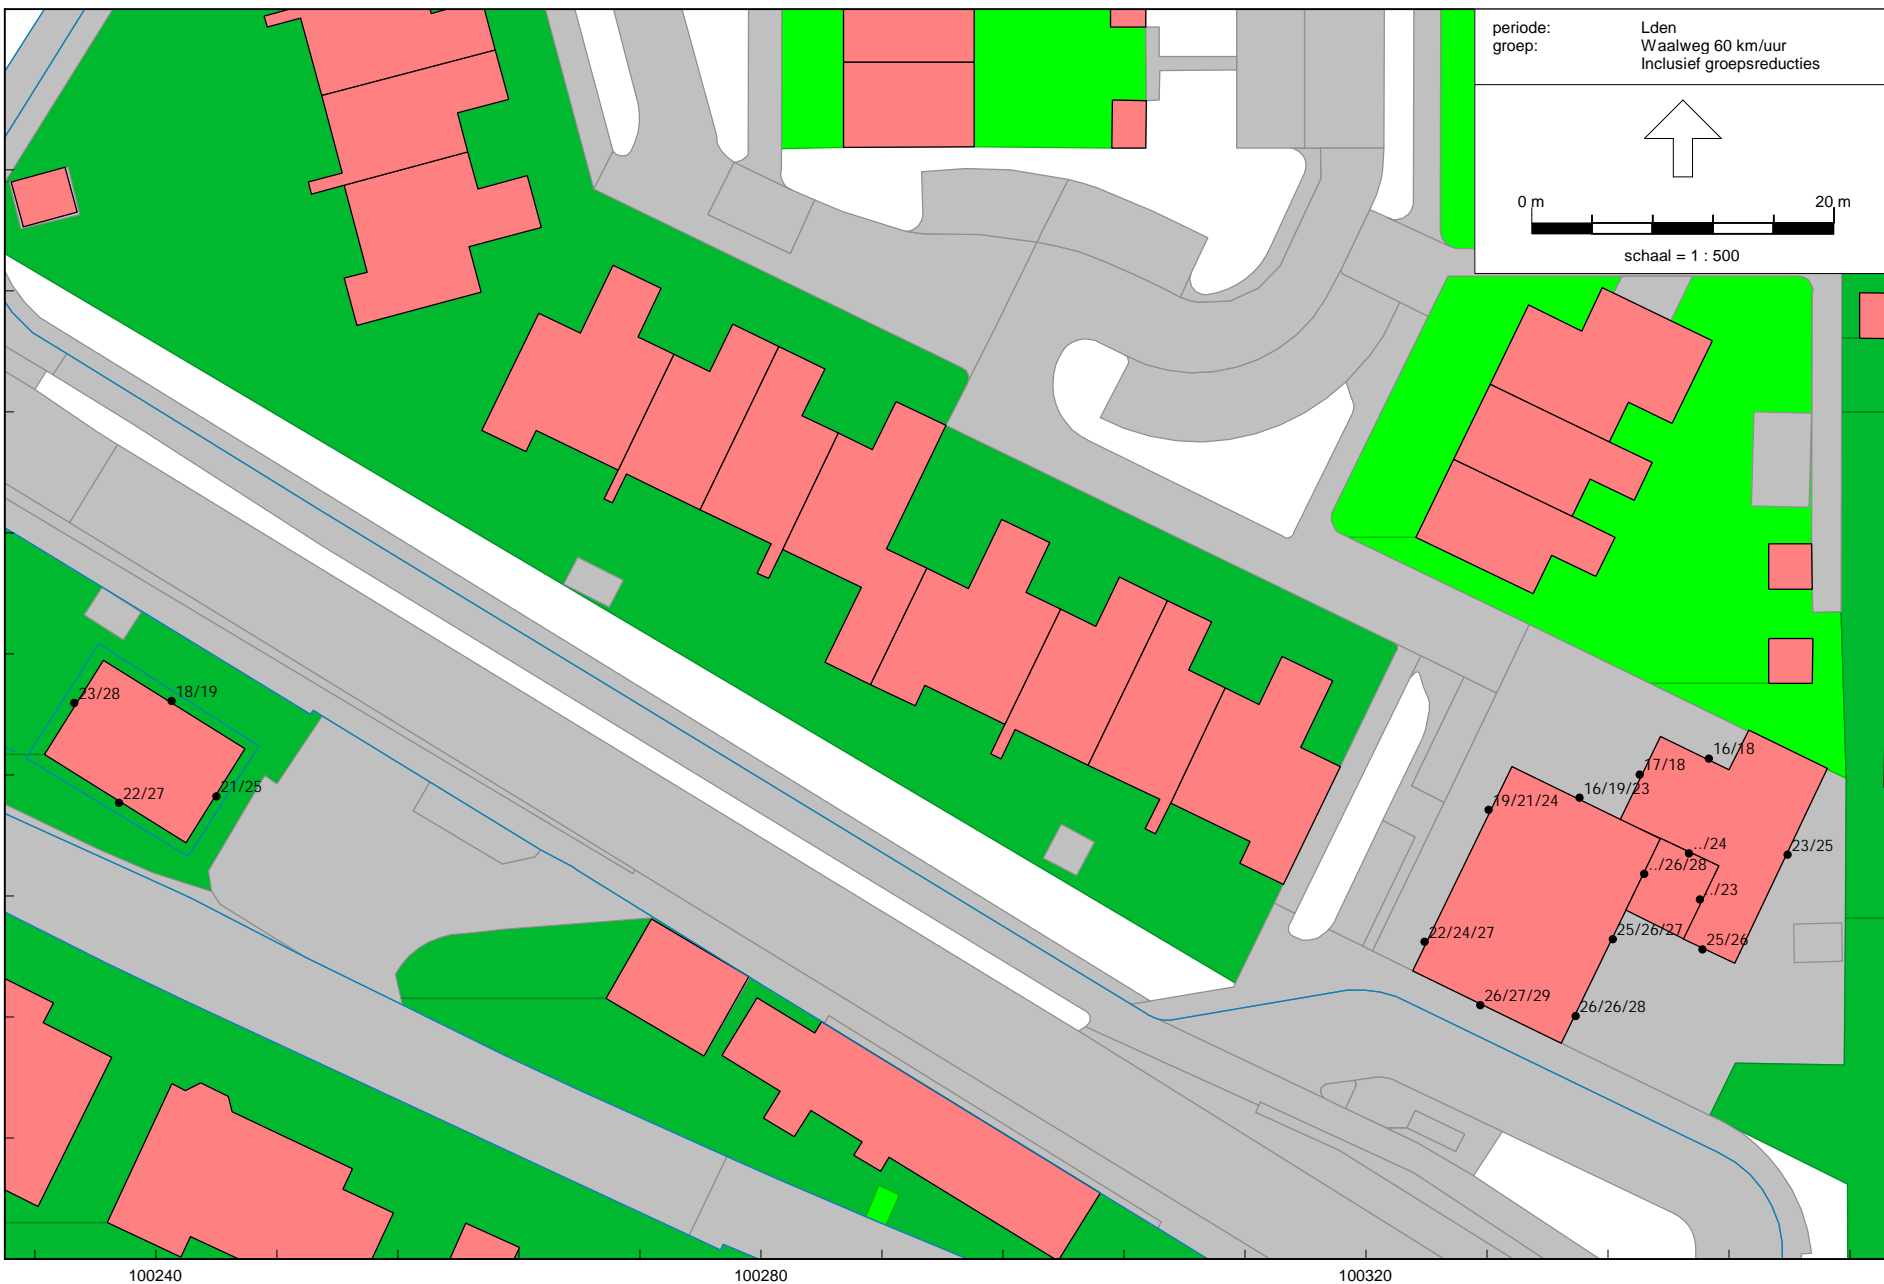 periode: Lden
groep: Waalweg 60 km/uur
Inclusief groepsreducties
0 m 20 m
schaal = 1 : 500
23/28
18/19
22/27
21/25
16/18
17/18
16/19/23
19/21/24
../24
23/25
../26/28
../23
22/24/27
25/26/27
25/26
26/27/29
26/26/28
100240 100280 100320